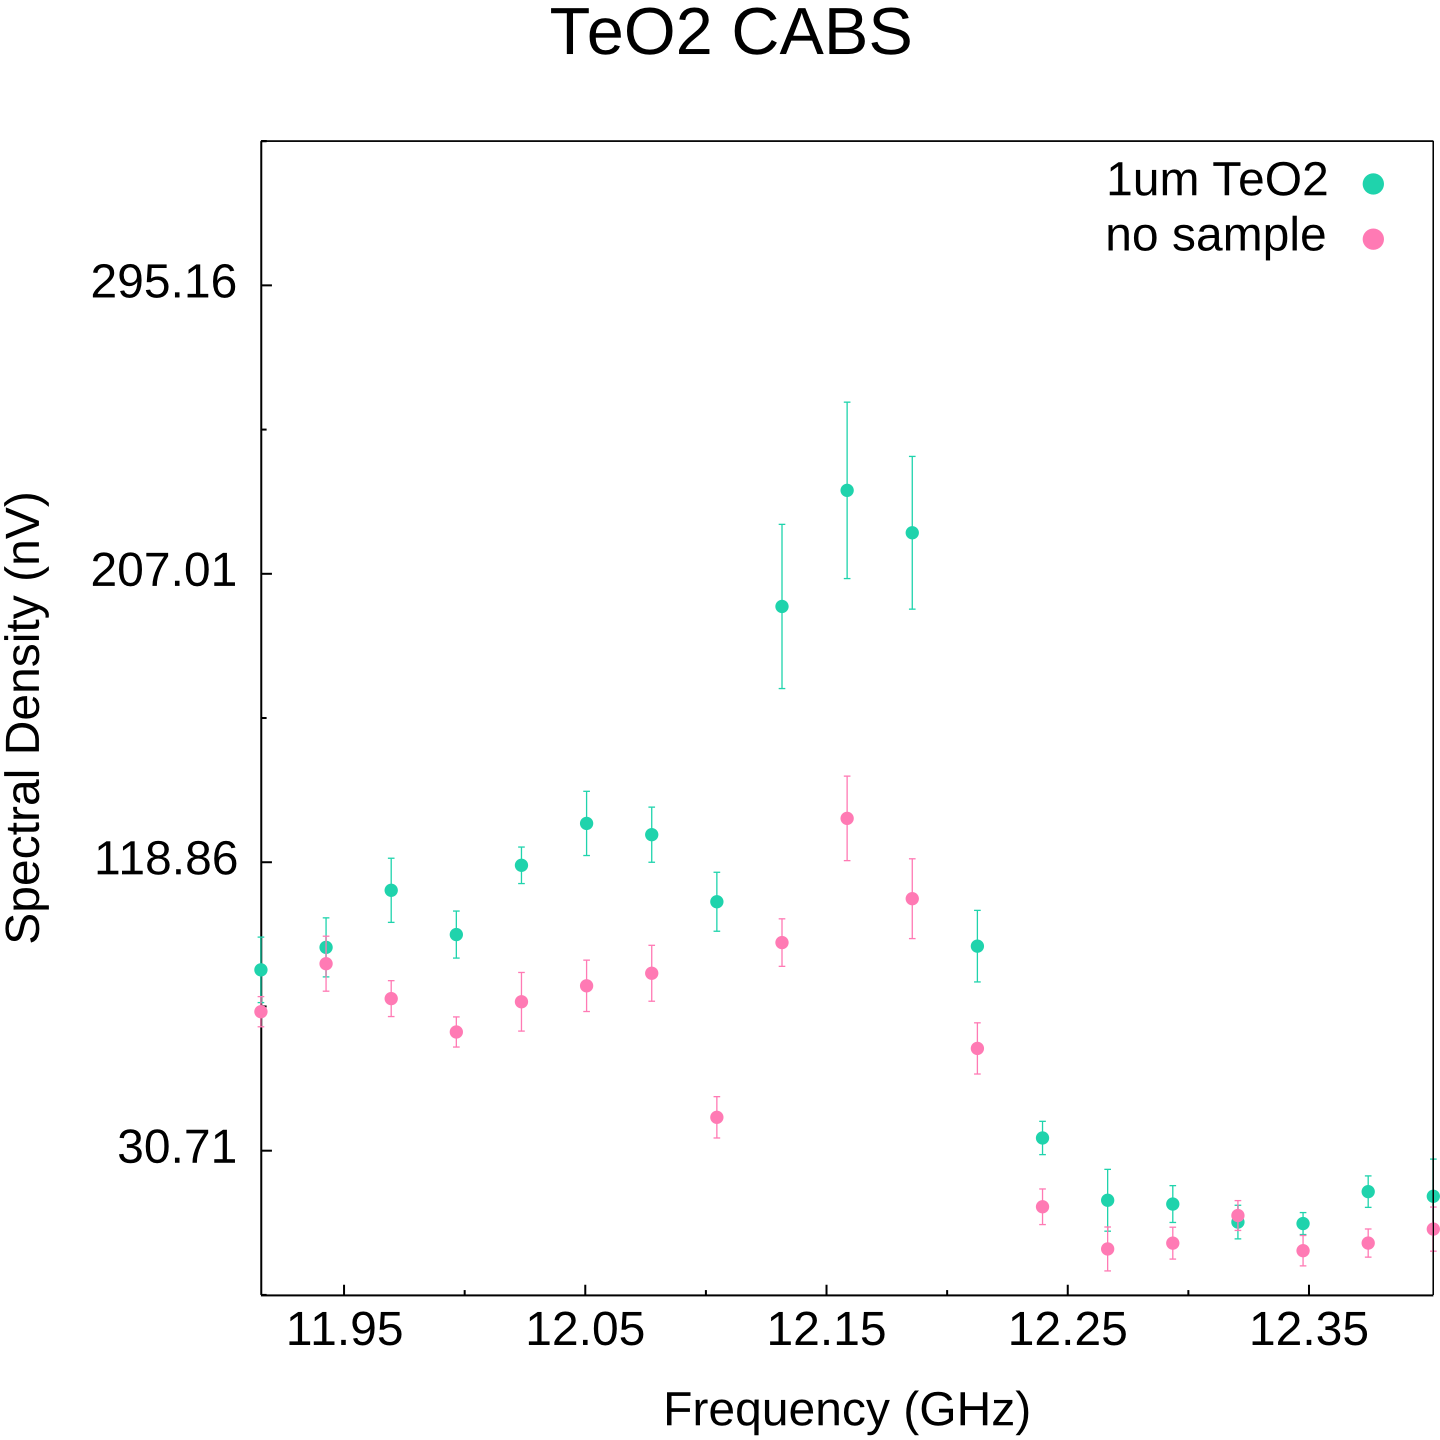 TeO2 CABS
1um TeO2
no sample
295.16
207.01
118.86
30.71
Spectral Density (nV)
11.95 12.05 12.15 12.25 12.35
Frequency (GHz)